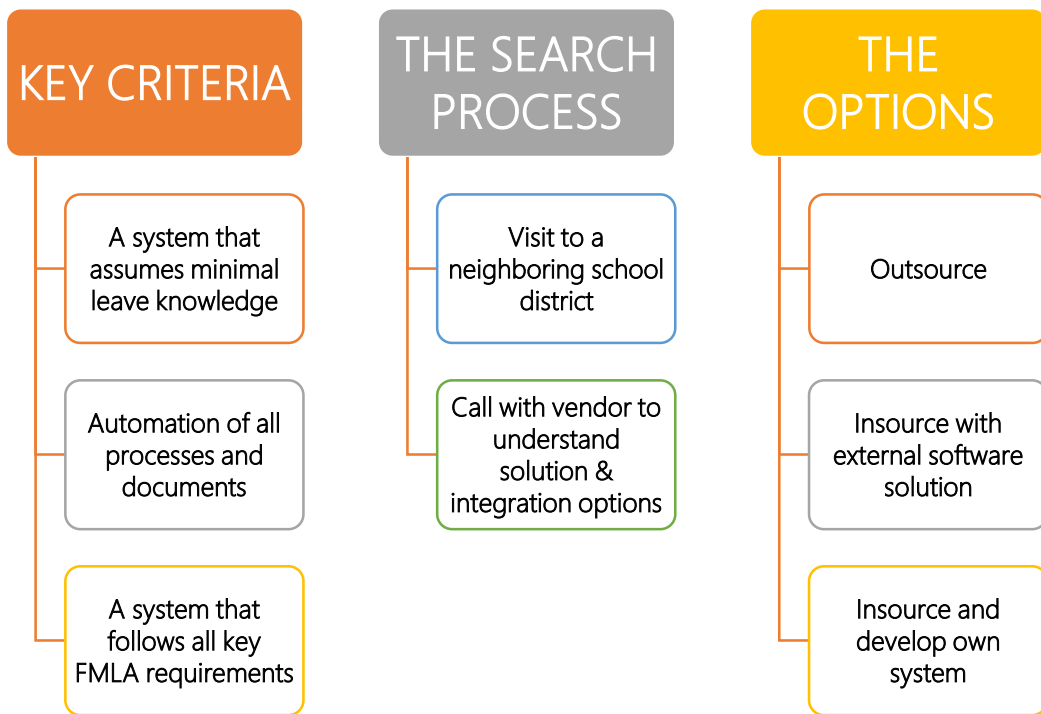 KEY CRITERIA
A system that
assumes minimal
leave knowledge
Automation of all
processes and
documents
A system that
follows all key
FMLA requirements
THE SEARCH
PROCESS
Visit to a
neighboring school
district
Call with vendor to
understand
solution &
integration options
THE
OPTIONS
Outsource
Insource with
external software
solution
Insource and
develop own
system